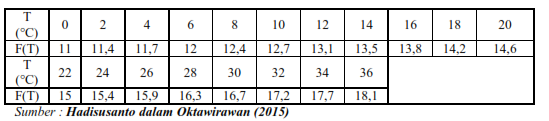 T (°C) 0 2 4 6 8 10 12 14 16 18 20
F(T) 11 11,4 11,7 12 12,4 12,7 13,1 13,5 13,8 14,2 14,6
T (°C) 22 24 26 28 30 32 34 36
F(T) 15 15,4 15,9 16,3 16,7 17,2 17,7 18,1
Sumber : Hadisusanto dalam Oktawirawan (2015)